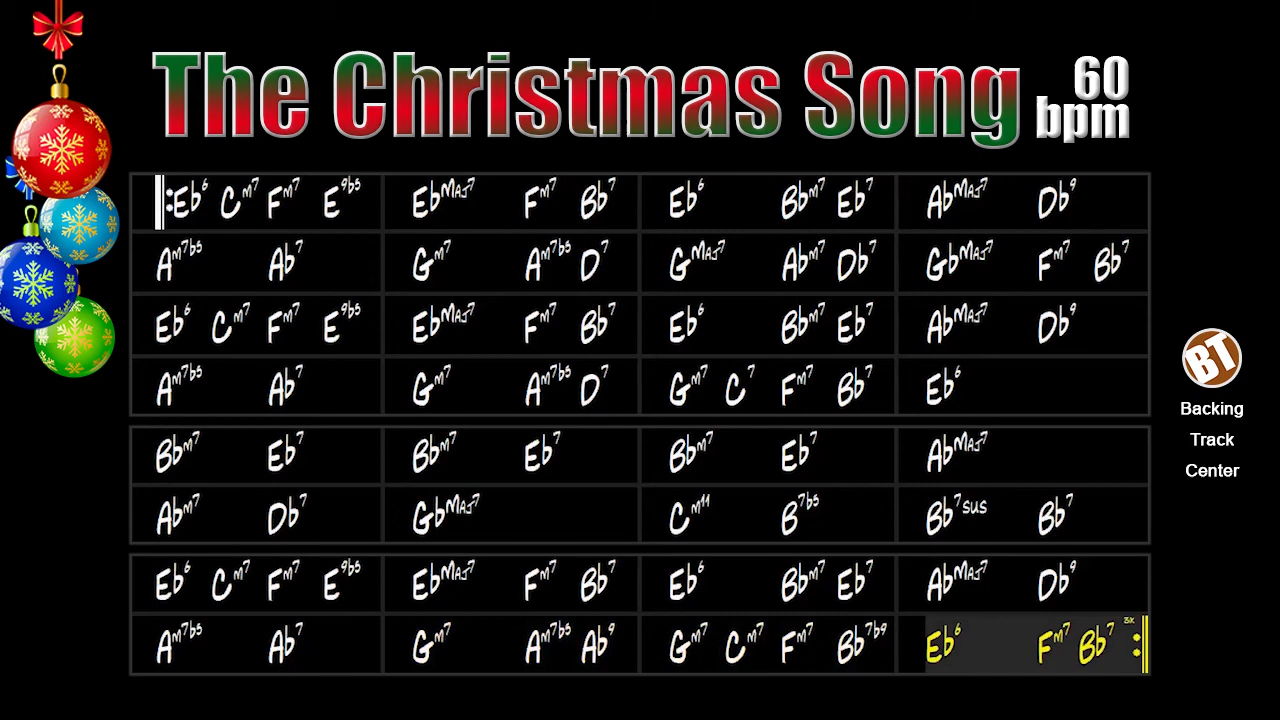 The Christmas Song
60
bpm
Eb6 Cm7 Fm7 E9b5 EbMaj7 Fm7 Bb7 Eb6 Bbm7 Eb7 AbMaj7 Db9
Am7b5 Ab7 Gm7 Am7b5 D7 GMaj7 Abm7 Db7 GbMaj7 Fm7 Bb7
Eb6 Cm7 Fm7 E9b5 EbMaj7 Fm7 Bb7 Eb6 Bbm7 Eb7 AbMaj7 Db9
Am7b5 Ab7 Gm7 Am7b5 D7 Gm7 C7 Fm7 Bb7 Eb6
Bbm7 Eb7 Bbm7 Eb7 Bbm7 Eb7 AbMaj7
Abm7 Db7 GbMaj7 Cm11 B7b5 Bb7sus Bb7
Eb6 Cm7 Fm7 E9b5 EbMaj7 Fm7 Bb7 Eb6 Bbm7 Eb7 AbMaj7 Db9
Am7b5 Ab7 Gm7 Am7b5 Ab9 Gm7 Cm7 Fm7 Bb7b9 Eb6 Fm7 Bb7 3x
BT
Backing
Track
Center